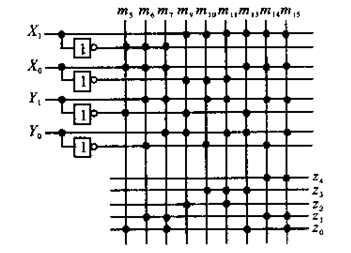 m₅ m₆ m₇ m₉ m₁₀ m₁₁ m₁₃ m₁₄ m₁₅
X₁
1
X₀
1
Y₁
1
Y₀
1
z₄
z₃
z₂
z₁
z₀